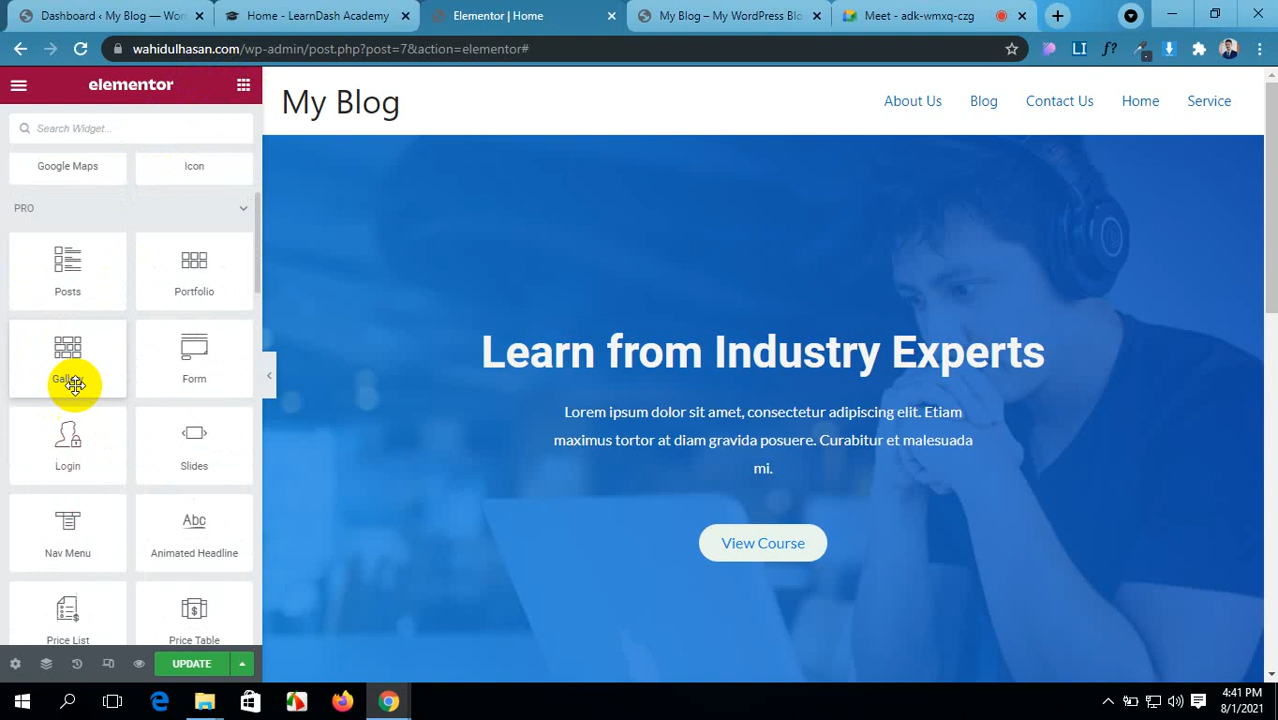 Dashboard ‹ My Blog — Wor
Home - LearnDash Academy
Elementor | Home
My Blog – My WordPress Blo
Meet - adk-wmxq-czg
wahidulhasan.com/wp-admin/post.php?post=7&action=elementor#
elementor
Search Widget...
Google Maps
Icon
PRO
Posts
Portfolio
Form
Login
Slides
Nav Menu
Abc
Animated Headline
Price List
Price Table
UPDATE
My Blog
About Us
Blog
Contact Us
Home
Service
Learn from Industry Experts
Lorem ipsum dolor sit amet, consectetur adipiscing elit. Etiam
maximus tortor at diam gravida posuere. Curabitur et malesuada
mi.
View Course
4:41 PM
8/1/2021